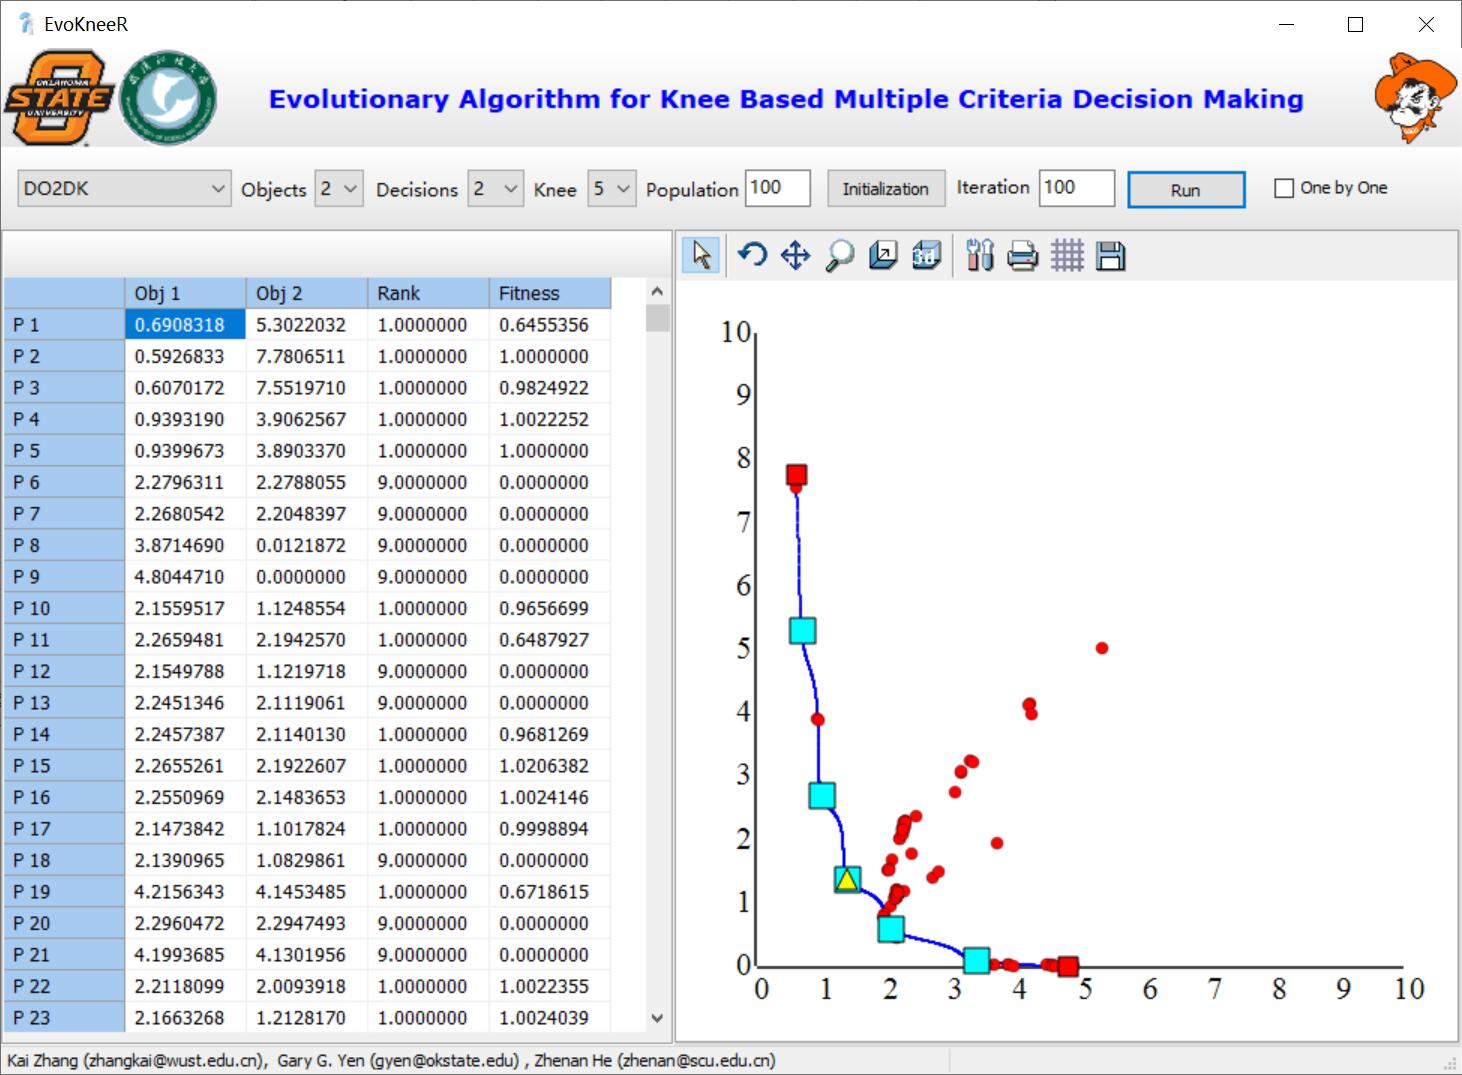 EvoKneeR
OKLAHOMA
STATE
UNIVERSITY
Evolutionary Algorithm for Knee Based Multiple Criteria Decision Making
DO2DK Objects 2 Decisions 2 Knee 5 Population 100 Initialization Iteration 100 Run One by One
3d
Obj 1 Obj 2 Rank Fitness
P 1 0.6908318 5.3022032 1.0000000 0.6455356
P 2 0.5926833 7.7806511 1.0000000 1.0000000
P 3 0.6070172 7.5519710 1.0000000 0.9824922
P 4 0.9393190 3.9062567 1.0000000 1.0022252
P 5 0.9399673 3.8903370 1.0000000 1.0000000
P 6 2.2796311 2.2788055 9.0000000 0.0000000
P 7 2.2680542 2.2048397 9.0000000 0.0000000
P 8 3.8714690 0.0121872 9.0000000 0.0000000
P 9 4.8044710 0.0000000 9.0000000 0.0000000
P 10 2.1559517 1.1248554 1.0000000 0.9656699
P 11 2.2659481 2.1942570 1.0000000 0.6487927
P 12 2.1549788 1.1219718 9.0000000 0.0000000
P 13 2.2451346 2.1119061 9.0000000 0.0000000
P 14 2.2457387 2.1140130 1.0000000 0.9681269
P 15 2.2655261 2.1922607 1.0000000 1.0206382
P 16 2.2550969 2.1483653 1.0000000 1.0024146
P 17 2.1473842 1.1017824 1.0000000 0.9998894
P 18 2.1390965 1.0829861 9.0000000 0.0000000
P 19 4.2156343 4.1453485 1.0000000 0.6718615
P 20 2.2960472 2.2947493 9.0000000 0.0000000
P 21 4.1993685 4.1301956 9.0000000 0.0000000
P 22 2.2118099 2.0093918 1.0000000 1.0022355
P 23 2.1663268 1.2128170 1.0000000 1.0024039
10
9
8
7
6
5
4
3
2
1
0
0 1 2 3 4 5 6 7 8 9 10
Kai Zhang (zhangkai@wust.edu.cn), Gary G. Yen (gyen@okstate.edu) , Zhenan He (zhenan@scu.edu.cn)